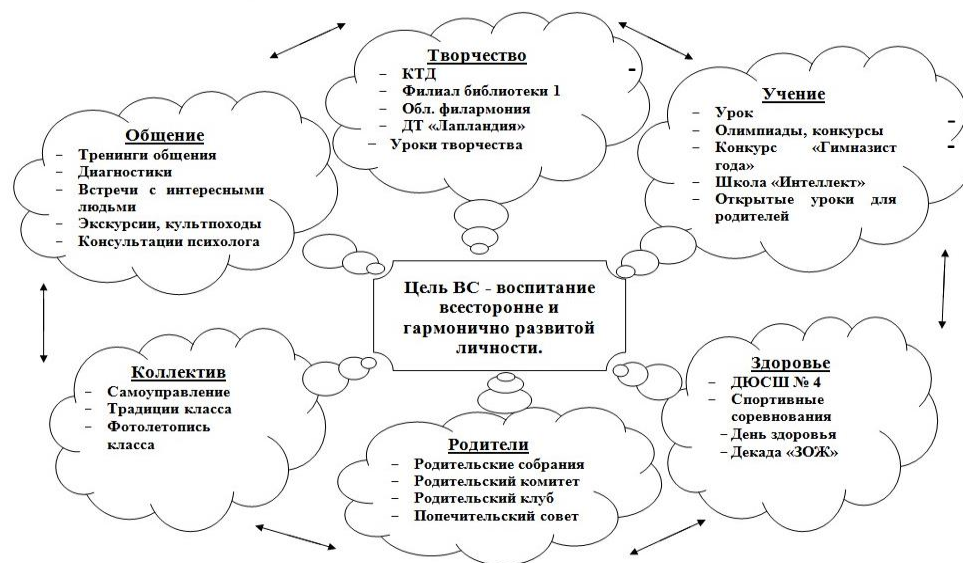 Творчество
– КТД
– Филиал библиотеки 1
– Обл. филармония
– ДТ «Лапландия»
– Уроки творчества
-
Учение
– Урок
– Олимпиады, конкурсы
– Конкурс «Гимназист
года»
– Школа «Интеллект»
– Открытые уроки для
родителей
-
-
Общение
– Тренинги общения
– Диагностики
– Встречи с интересными
людьми
– Экскурсии, культпоходы
– Консультации психолога
Цель ВС - воспитание
всесторонне и
гармонично развитой
личности.
Коллектив
– Самоуправление
– Традиции класса
– Фотолетопись
класса
Родители
– Родительские собрания
– Родительский комитет
– Родительский клуб
– Попечительский совет
Здоровье
– ДЮСШ № 4
– Спортивные
соревнования
– День здоровья
– Декада «ЗОЖ»